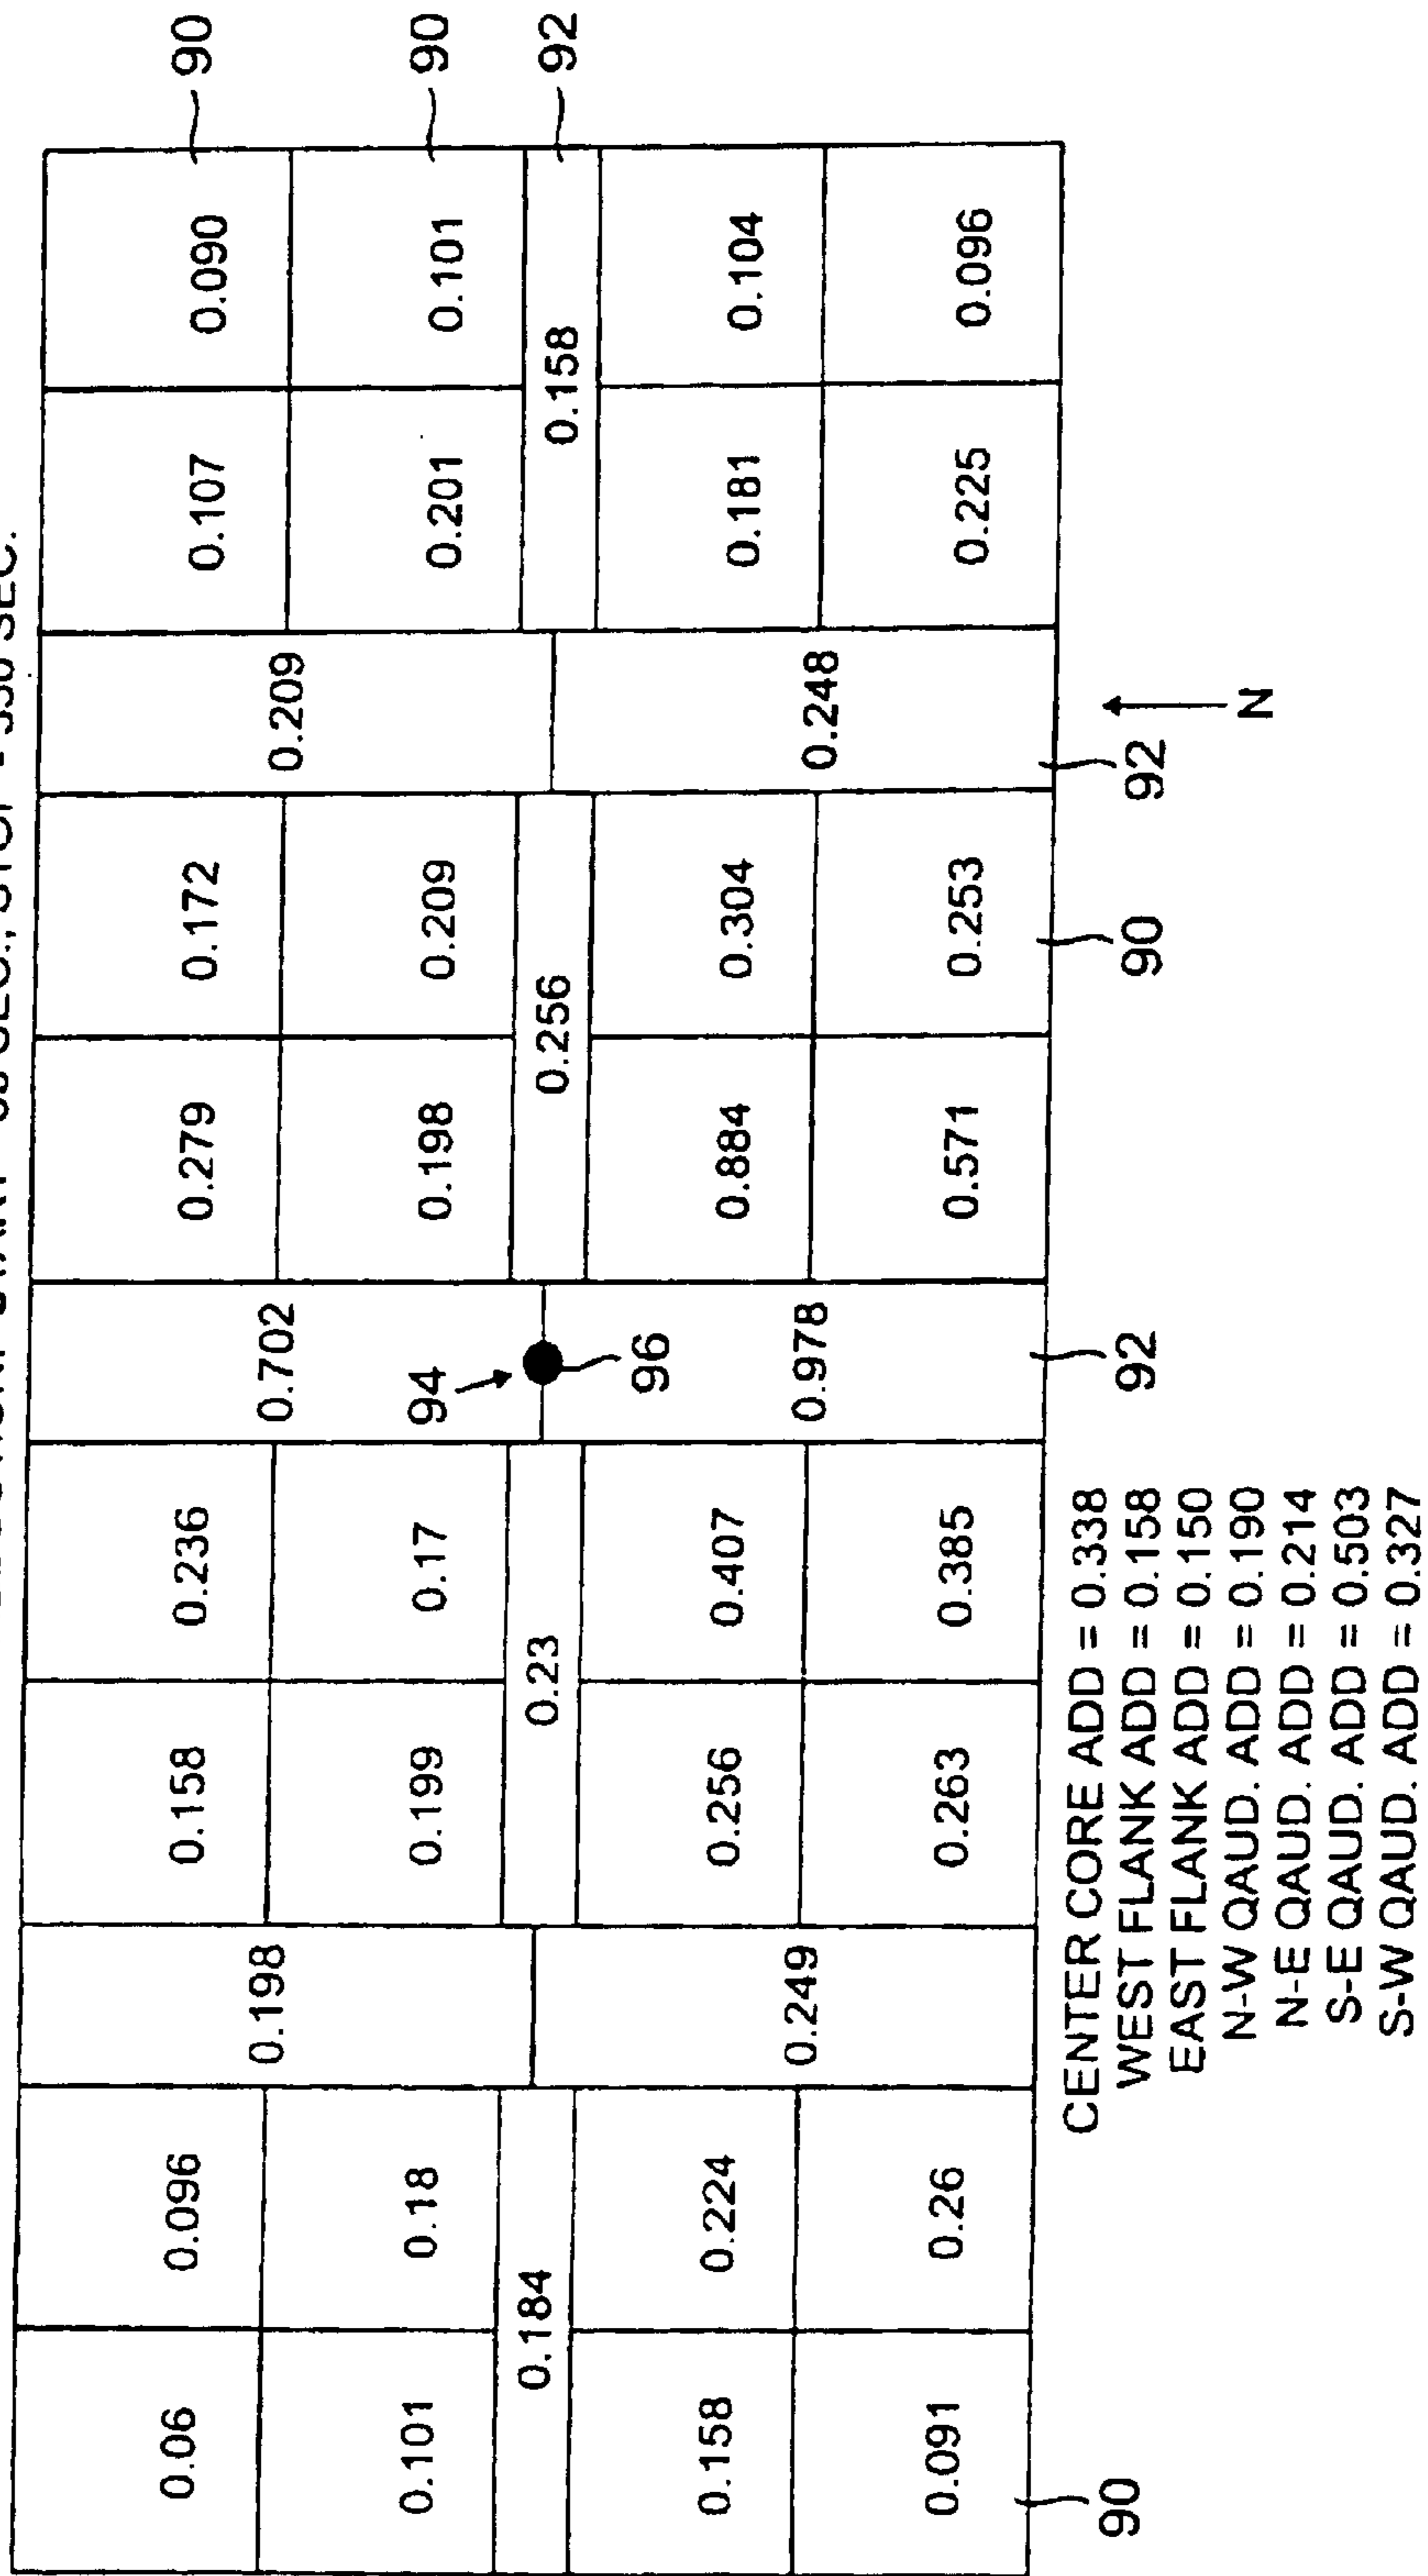 START SEC., STOP - SEC.
0.06 0.096 0.158 0.236 0.279 0.172 0.107 0.090 90
0.198 0.702 0.209
0.101 0.18 0.199 0.17 94 0.198 0.209 0.201 0.101 90
0.184 0.23 0.256 0.158 92
96
0.158 0.224 0.256 0.407 0.884 0.304 0.181 0.104
0.249 0.978 0.248
0.091 0.26 0.263 0.385 0.571 0.253 0.225 0.096
90 92 90 92
N
CENTER CORE ADD = 0.338
WEST FLANK ADD = 0.158
EAST FLANK ADD = 0.150
N-W QAUD. ADD = 0.190
N-E QAUD. ADD = 0.214
S-E QAUD. ADD = 0.503
S-W QAUD. ADD = 0.327